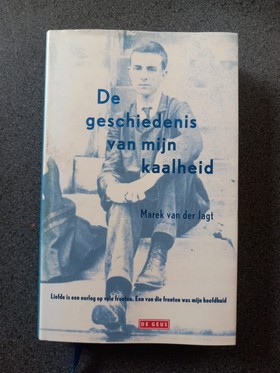 De
geschiedenis
van mijn
kaalheid
Marek van der Jagt
Liefde is een oorlog op vele fronten. Een van die fronten was mijn hoofdheid
DE GEUS